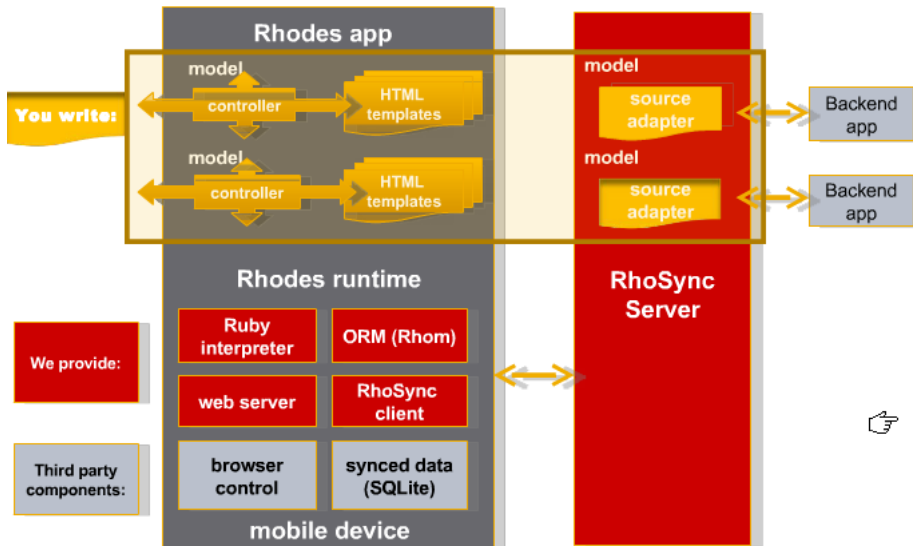 Rhodes app
model
controller
HTML
templates
model
source
adapter
Backend
app
You write:
model
controller
HTML
templates
model
source
adapter
Backend
app
Rhodes runtime
RhoSync
Server
Ruby
interpreter
ORM (Rhom)
We provide:
web server
RhoSync
client
Third party
components:
browser
control
synced data
(SQLite)
mobile device